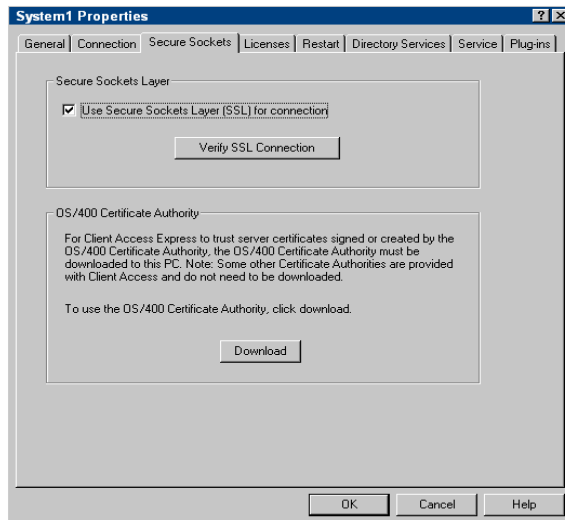 System1 Properties
? X
General Connection Secure Sockets Licenses Restart Directory Services Service Plug-ins
Secure Sockets Layer
Use Secure Sockets Layer (SSL) for connection
Verify SSL Connection
OS/400 Certificate Authority
For Client Access Express to trust server certificates signed or created by the
OS/400 Certificate Authority, the OS/400 Certificate Authority must be
downloaded to this PC. Note: Some other Certificate Authorities are provided
with Client Access and do not need to be downloaded.
To use the OS/400 Certificate Authority, click download.
Download
OK Cancel Help